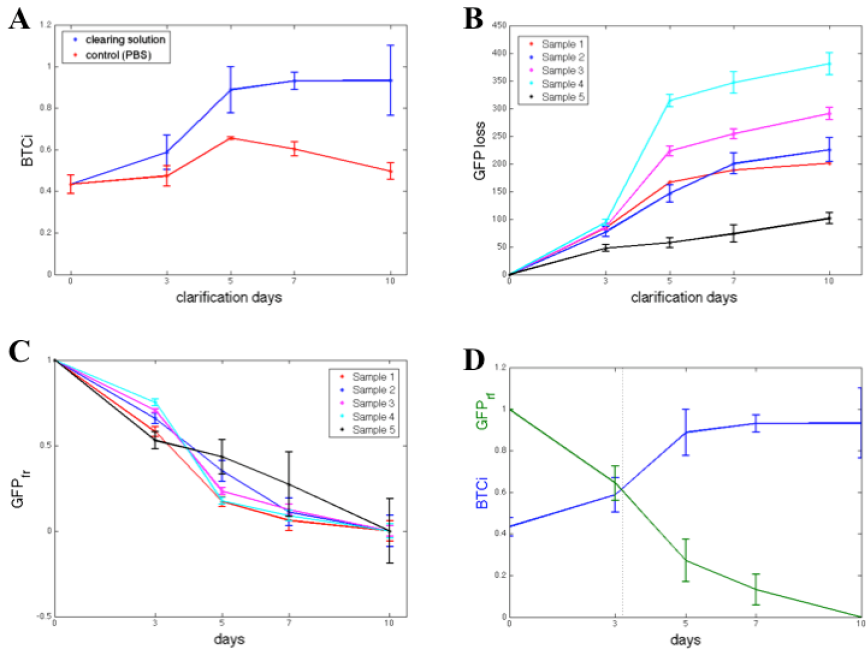 A
1.2
1
0.8
0.6
0.4
0.2
0
BTCi
clearing solution
control (PBS)
0 3 5 7 10
clarification days
B
450
400
350
300
250
200
150
100
50
0
GFP loss
Sample 1
Sample 2
Sample 3
Sample 4
Sample 5
0 3 5 7 10
clarification days
C
1
0.5
0
-0.5
GFPfr
Sample 1
Sample 2
Sample 3
Sample 4
Sample 5
0 3 5 7 10
days
D
1.2
1
0.8
0.6
0.4
0.2
0
GFPrf
BTCi
0 3 5 7 10
days